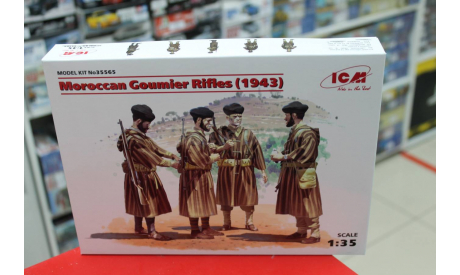 MODEL KIT No35565
Moroccan Goumier Rifles (1943)
ICM
SCALE
1:35